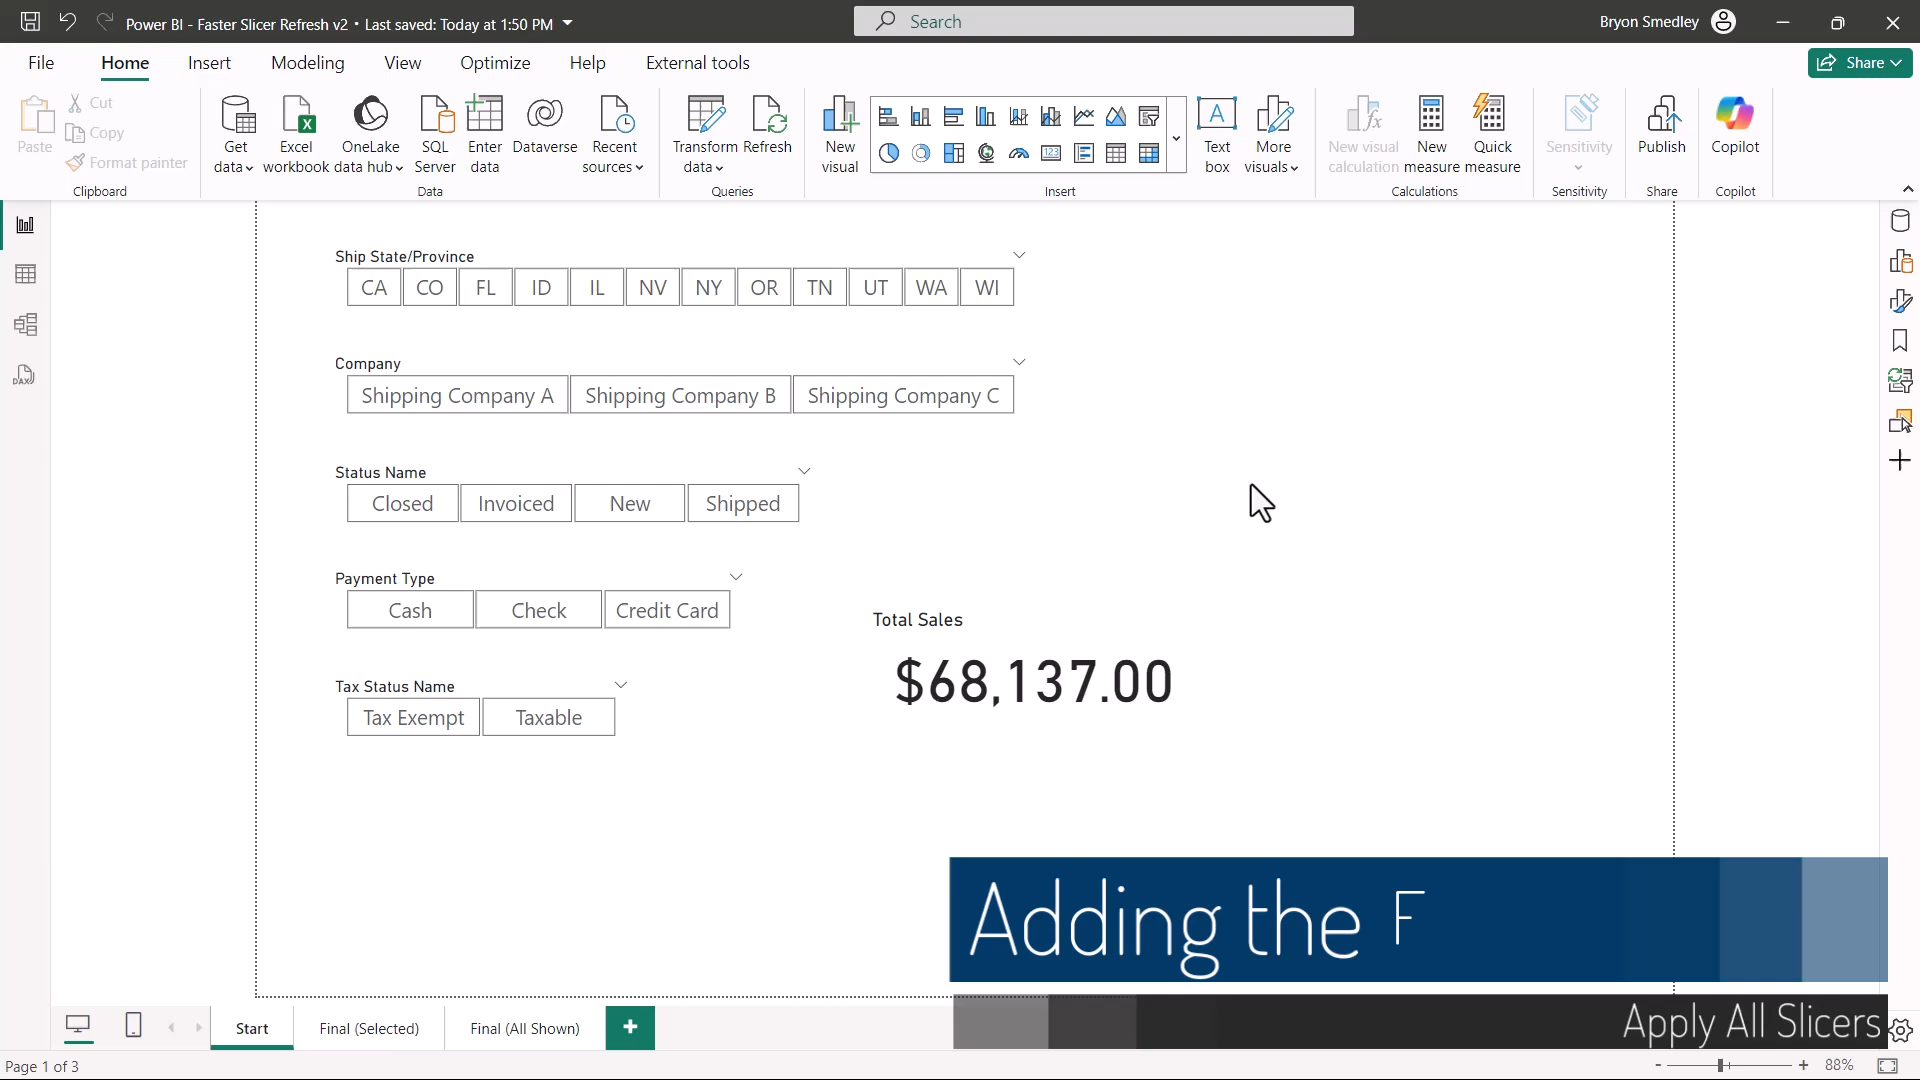 Power BI - Faster Slicer Refresh v2 • Last saved: Today at 1:50 PM
Search
Bryon Smedley
File Home Insert Modeling View Optimize Help External tools
Share
Paste
Cut
Copy
Format painter
Clipboard
Get data
Excel workbook
OneLake data hub
SQL Server
Enter data
Dataverse
Recent sources
Data
Transform data
Refresh
Queries
New visual
Text box
More visuals
Insert
New visual calculation
New measure
Quick measure
Calculations
Sensitivity
Sensitivity
Publish
Share
Copilot
Copilot
DAX
Ship State/Province
CA CO FL ID IL NV NY OR TN UT WA WI
Company
Shipping Company A Shipping Company B Shipping Company C
Status Name
Closed Invoiced New Shipped
Payment Type
Cash Check Credit Card
Total Sales
$68,137.00
Tax Status Name
Tax Exempt Taxable
Adding the F
Apply All Slicers
Start Final (Selected) Final (All Shown) +
Page 1 of 3
- + 88%